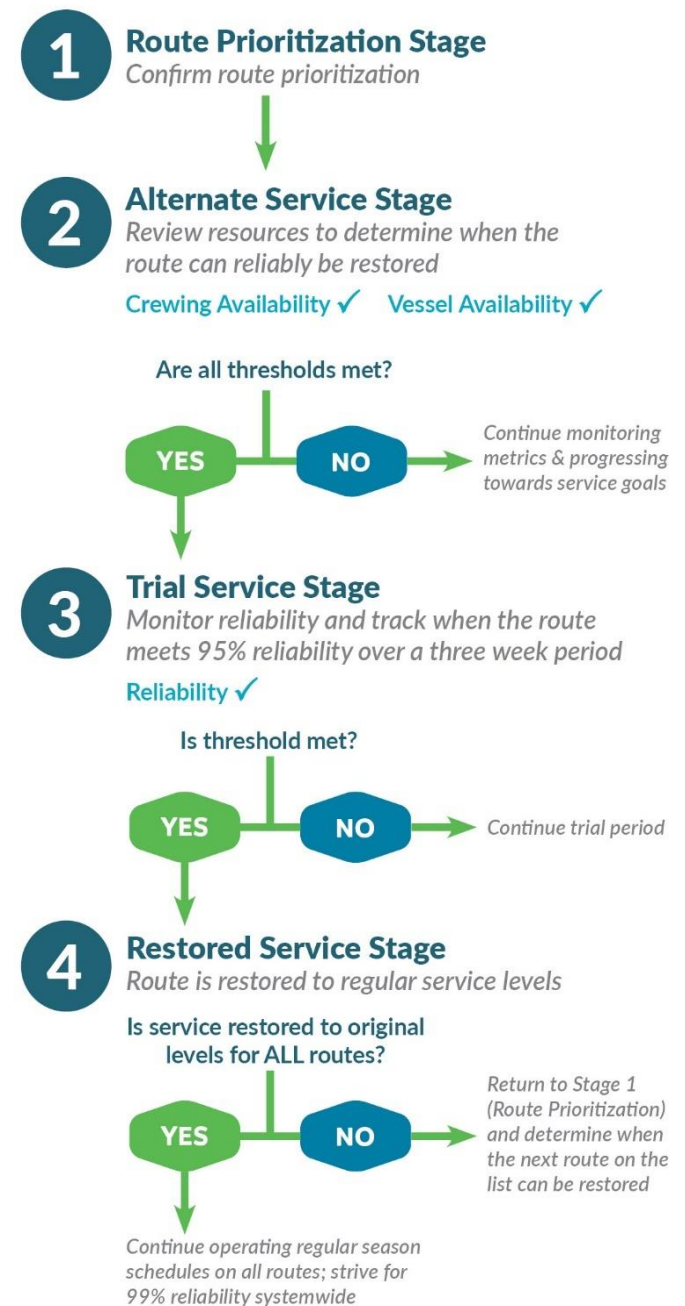 1
Route Prioritization Stage
Confirm route prioritization
2
Alternate Service Stage
Review resources to determine when the
route can reliably be restored
Crewing Availability ✓ Vessel Availability ✓
Are all thresholds met?
YES
NO
Continue monitoring
metrics & progressing
towards service goals
3
Trial Service Stage
Monitor reliability and track when the route
meets 95% reliability over a three week period
Reliability ✓
Is threshold met?
YES
NO
Continue trial period
4
Restored Service Stage
Route is restored to regular service levels
Is service restored to original
levels for ALL routes?
YES
NO
Return to Stage 1
(Route Prioritization)
and determine when
the next route on the
list can be restored
Continue operating regular season
schedules on all routes; strive for
99% reliability systemwide